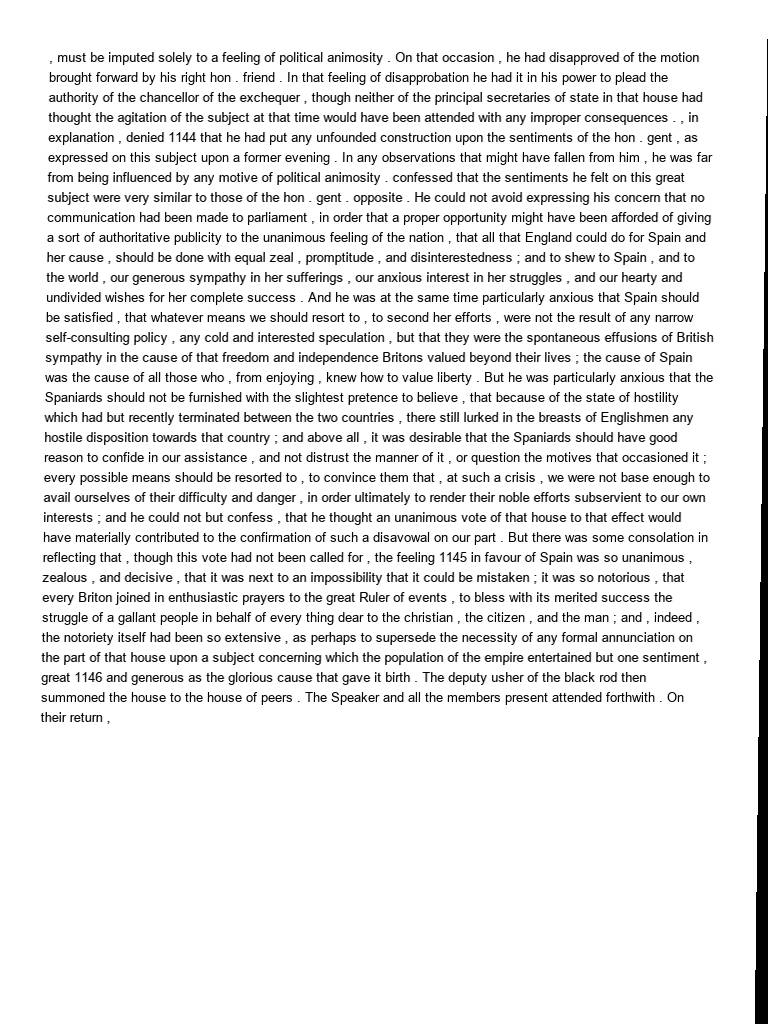 , must be imputed solely to a feeling of political animosity . On that occasion , he had disapproved of the motion
brought forward by his right hon . friend . In that feeling of disapprobation he had it in his power to plead the
authority of the chancellor of the exchequer , though neither of the principal secretaries of state in that house had
thought the agitation of the subject at that time would have been attended with any improper consequences . , in
explanation , denied 1144 that he had put any unfounded construction upon the sentiments of the hon . gent , as
expressed on this subject upon a former evening . In any observations that might have fallen from him , he was far
from being influenced by any motive of political animosity . confessed that the sentiments he felt on this great
subject were very similar to those of the hon . gent . opposite . He could not avoid expressing his concern that no
communication had been made to parliament , in order that a proper opportunity might have been afforded of giving
a sort of authoritative publicity to the unanimous feeling of the nation , that all that England could do for Spain and
her cause , should be done with equal zeal , promptitude , and disinterestedness ; and to shew to Spain , and to
the world , our generous sympathy in her sufferings , our anxious interest in her struggles , and our hearty and
undivided wishes for her complete success . And he was at the same time particularly anxious that Spain should
be satisfied , that whatever means we should resort to , to second her efforts , were not the result of any narrow
self-consulting policy , any cold and interested speculation , but that they were the spontaneous effusions of British
sympathy in the cause of that freedom and independence Britons valued beyond their lives ; the cause of Spain
was the cause of all those who , from enjoying , knew how to value liberty . But he was particularly anxious that the
Spaniards should not be furnished with the slightest pretence to believe , that because of the state of hostility
which had but recently terminated between the two countries , there still lurked in the breasts of Englishmen any
hostile disposition towards that country ; and above all , it was desirable that the Spaniards should have good
reason to confide in our assistance , and not distrust the manner of it , or question the motives that occasioned it ;
every possible means should be resorted to , to convince them that , at such a crisis , we were not base enough to
avail ourselves of their difficulty and danger , in order ultimately to render their noble efforts subservient to our own
interests ; and he could not but confess , that he thought an unanimous vote of that house to that effect would
have materially contributed to the confirmation of such a disavowal on our part . But there was some consolation in
reflecting that , though this vote had not been called for , the feeling 1145 in favour of Spain was so unanimous ,
zealous , and decisive , that it was next to an impossibility that it could be mistaken ; it was so notorious , that
every Briton joined in enthusiastic prayers to the great Ruler of events , to bless with its merited success the
struggle of a gallant people in behalf of every thing dear to the christian , the citizen , and the man ; and , indeed ,
the notoriety itself had been so extensive , as perhaps to supersede the necessity of any formal annunciation on
the part of that house upon a subject concerning which the population of the empire entertained but one sentiment ,
great 1146 and generous as the glorious cause that gave it birth . The deputy usher of the black rod then
summoned the house to the house of peers . The Speaker and all the members present attended forthwith . On
their return ,